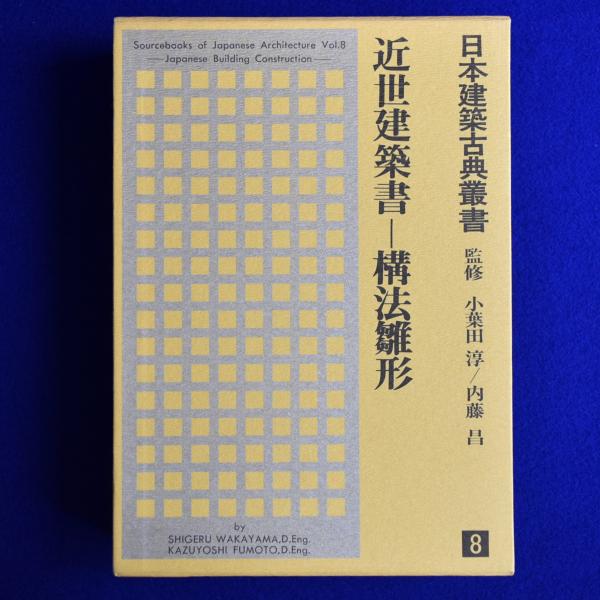 Sourcebooks of Japanese Architecture Vol.8
—Japanese Building Construction—
日本建築古典叢書
監修 小葉田 淳/内藤 昌
近世建築書—構法雛形
8
by
SHIGERU WAKAYAMA,D.Eng.
KAZUYOSHI FUMOTO,D.Eng.